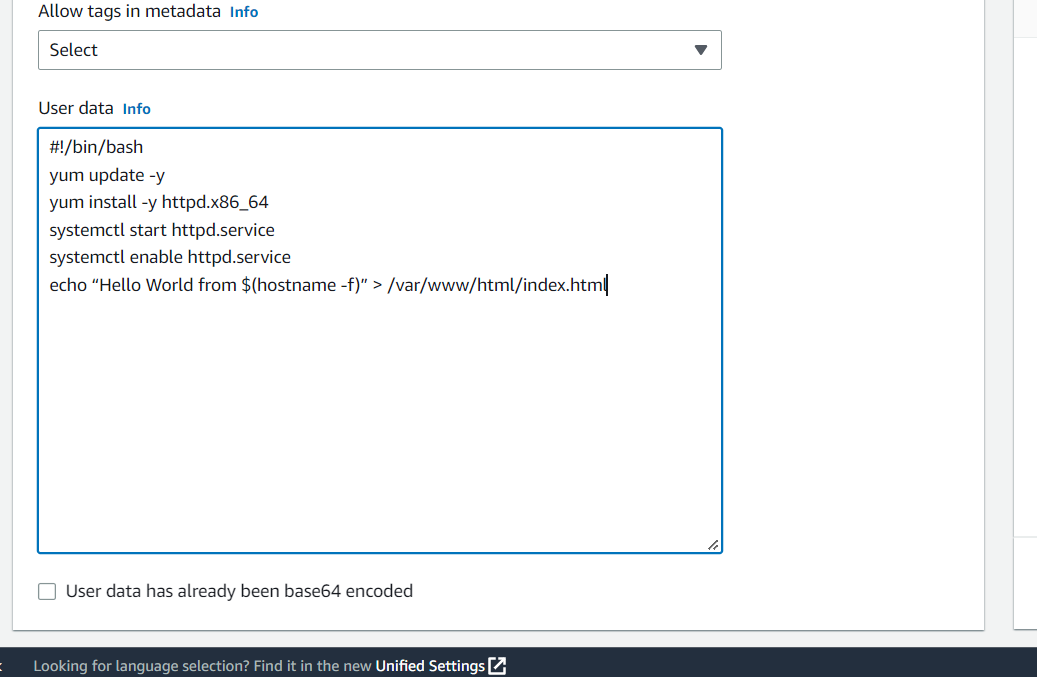 Allow tags in metadata Info
Select
User data Info
#!/bin/bash
yum update -y
yum install -y httpd.x86_64
systemctl start httpd.service
systemctl enable httpd.service
echo “Hello World from $(hostname -f)” > /var/www/html/index.html
User data has already been base64 encoded
Looking for language selection? Find it in the new Unified Settings